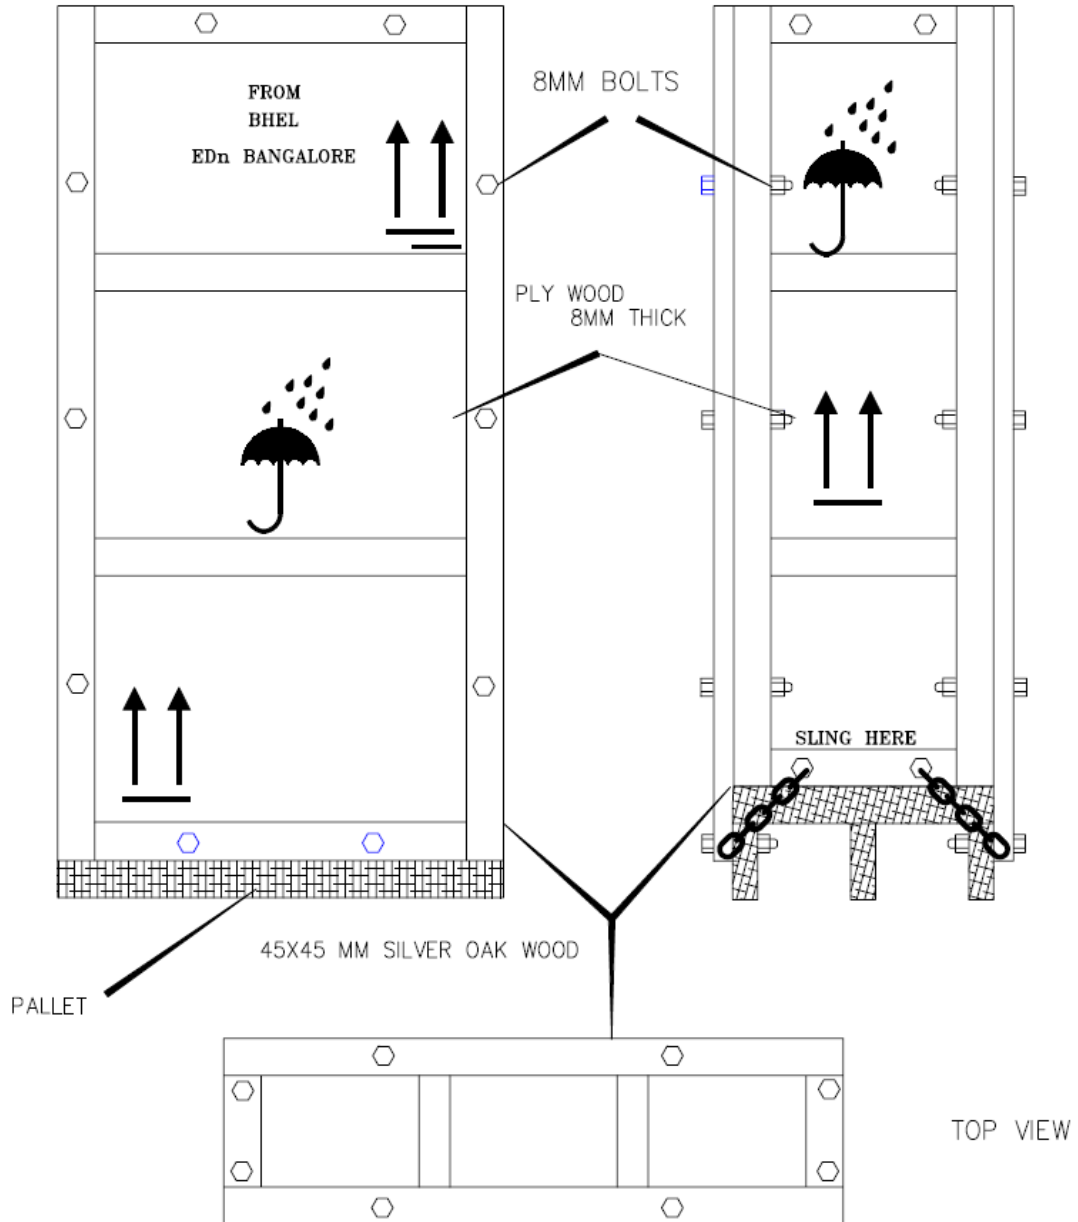 8MM BOLTS
FROM
BHEL
EDn BANGALORE
PLY WOOD
8MM THICK
SLING HERE
45X45 MM SILVER OAK WOOD
PALLET
TOP VIEW